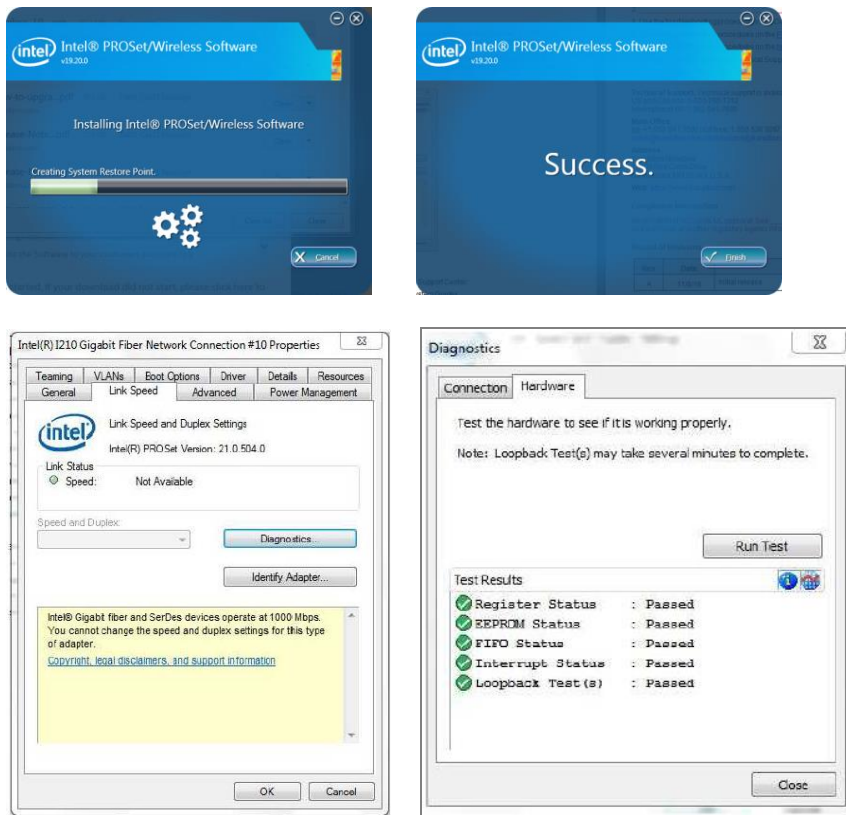 intel Intel® PROSet/Wireless Software
v19.20.0
Installing Intel® PROSet/Wireless Software
Creating System Restore Point.
Cancel
intel Intel® PROSet/Wireless Software
v19.20.0
Success.
Finish
Intel(R) I210 Gigabit Fiber Network Connection #10 Properties
Teaming VLANs Boot Options Driver Details Resources
General Link Speed Advanced Power Management
intel Link Speed and Duplex Settings
Intel(R) PROSet Version: 21.0.504.0
Link Status
Speed: Not Available
Speed and Duplex:
Diagnostics...
Identify Adapter...
Intel® Gigabit fiber and SerDes devices operate at 1000 Mbps.
You cannot change the speed and duplex settings for this type
of adapter.
Copyright, legal disclaimers, and support information
OK Cancel
Diagnostics
Connection Hardware
Test the hardware to see if it is working properly.
Note: Loopback Test(s) may take several minutes to complete.
Run Test
Test Results
Register Status : Passed
EEPROM Status : Passed
FIFO Status : Passed
Interrupt Status : Passed
Loopback Test(s) : Passed
Close